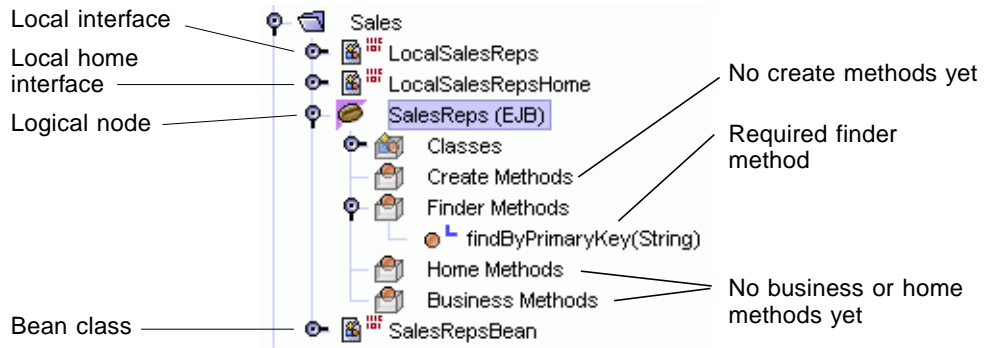 Local interface
Local home
interface
Logical node
Bean class
Sales
LocalSalesReps
LocalSalesRepsHome
SalesReps (EJB)
Classes
Create Methods
Finder Methods
findByPrimaryKey(String)
Home Methods
Business Methods
SalesRepsBean
No create methods yet
Required finder
method
No business or home
methods yet